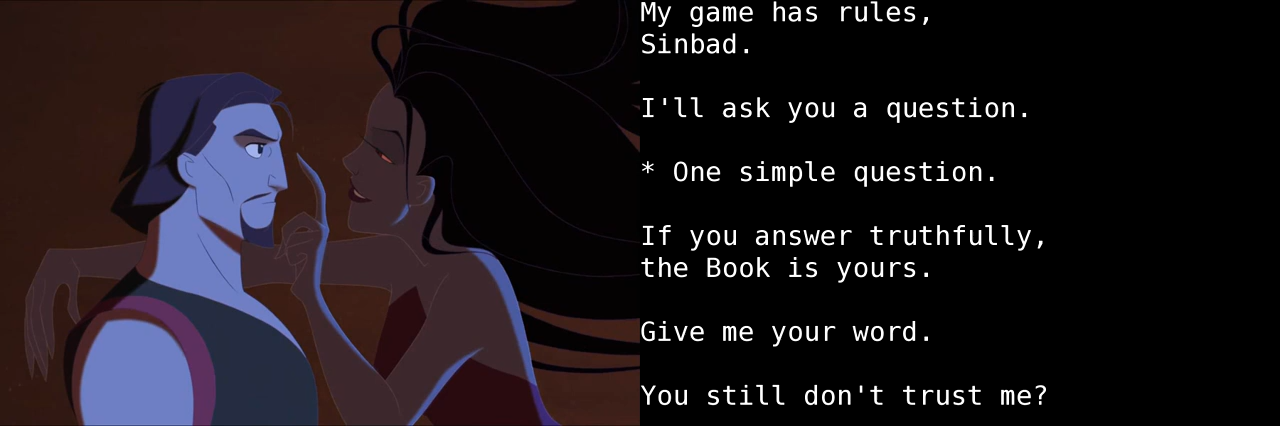 My game has rules,
Sinbad.
I'll ask you a question.
* One simple question.
If you answer truthfully,
the Book is yours.
Give me your word.
You still don't trust me?